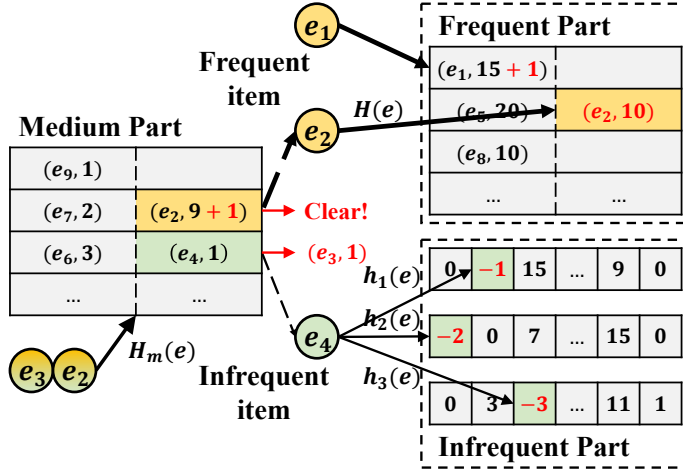 e₁
Frequent
item
e₂
H(e)
Frequent Part
(e₁, 15 + 1)
(e₅, 20)
(e₂, 10)
(e₈, 10)
...
...
Medium Part
(e₉, 1)
(e₇, 2)
(e₂, 9 + 1)
Clear!
(e₆, 3)
(e₄, 1)
(e₃, 1)
...
...
e₃
e₂
Hₘ(e)
e₄
Infrequent
item
h₁(e)
h₂(e)
h₃(e)
0 −1 15 ... 9 0
−2 0 7 ... 15 0
0 3 −3 ... 11 1
Infrequent Part